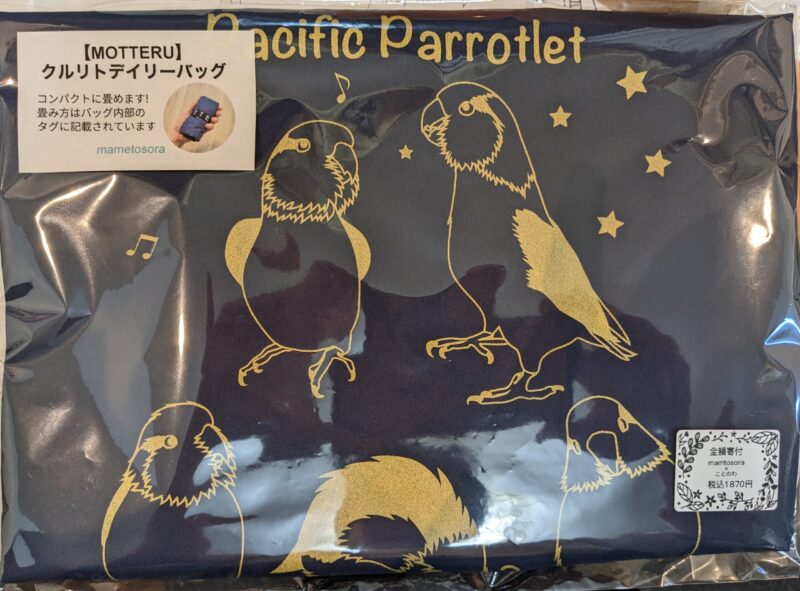 Pacific Parrotlet
【MOTTERU】
クルリトデイリーバッグ
コンパクトに畳めます!
畳み方はバッグ内部の
タグに記載されています
mametosora
全額寄付
mamtosora
×
ことのわ
税込1870円